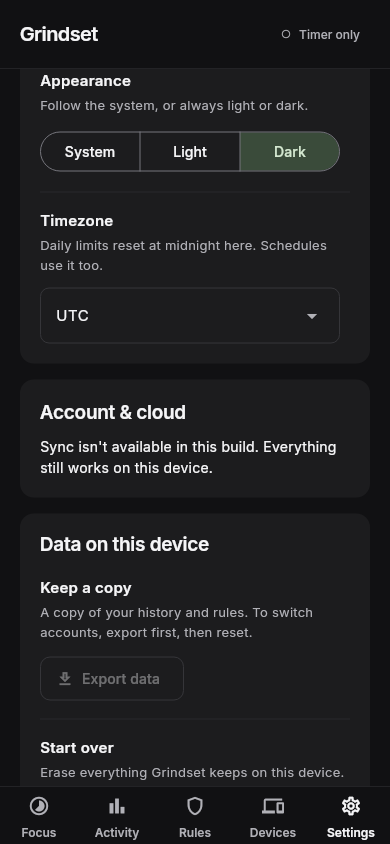 Grindset
Timer only
Appearance
Follow the system, or always light or dark.
System
Light
Dark
Timezone
Daily limits reset at midnight here. Schedules
use it too.
UTC
Account & cloud
Sync isn't available in this build. Everything
still works on this device.
Data on this device
Keep a copy
A copy of your history and rules. To switch
accounts, export first, then reset.
Export data
Start over
Erase everything Grindset keeps on this device.
Focus
Activity
Rules
Devices
Settings